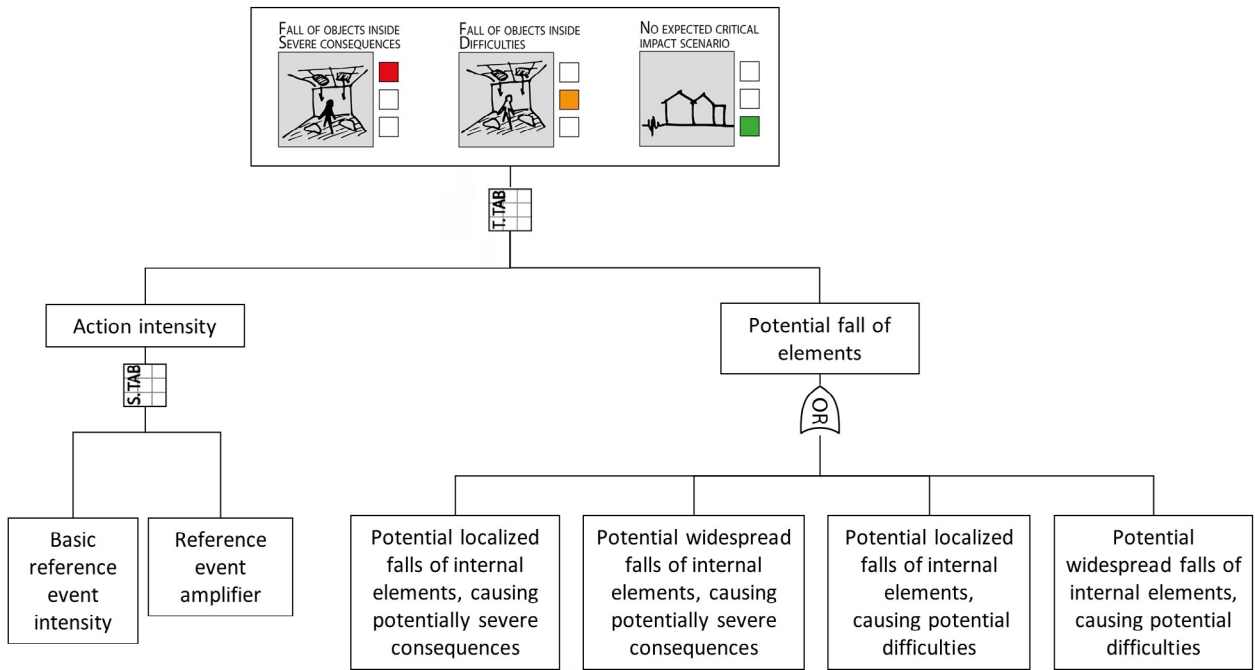 FALL OF OBJECTS INSIDE
SEVERE CONSEQUENCES
FALL OF OBJECTS INSIDE
DIFFICULTIES
NO EXPECTED CRITICAL
IMPACT SCENARIO
T. TAB
Action intensity
Potential fall of
elements
S. TAB
OR
Basic
reference
event
intensity
Reference
event
amplifier
Potential localized
falls of internal
elements, causing
potentially severe
consequences
Potential widespread
falls of internal
elements, causing
potentially severe
consequences
Potential localized
falls of internal
elements,
causing potential
difficulties
Potential
widespread falls of
internal elements,
causing potential
difficulties